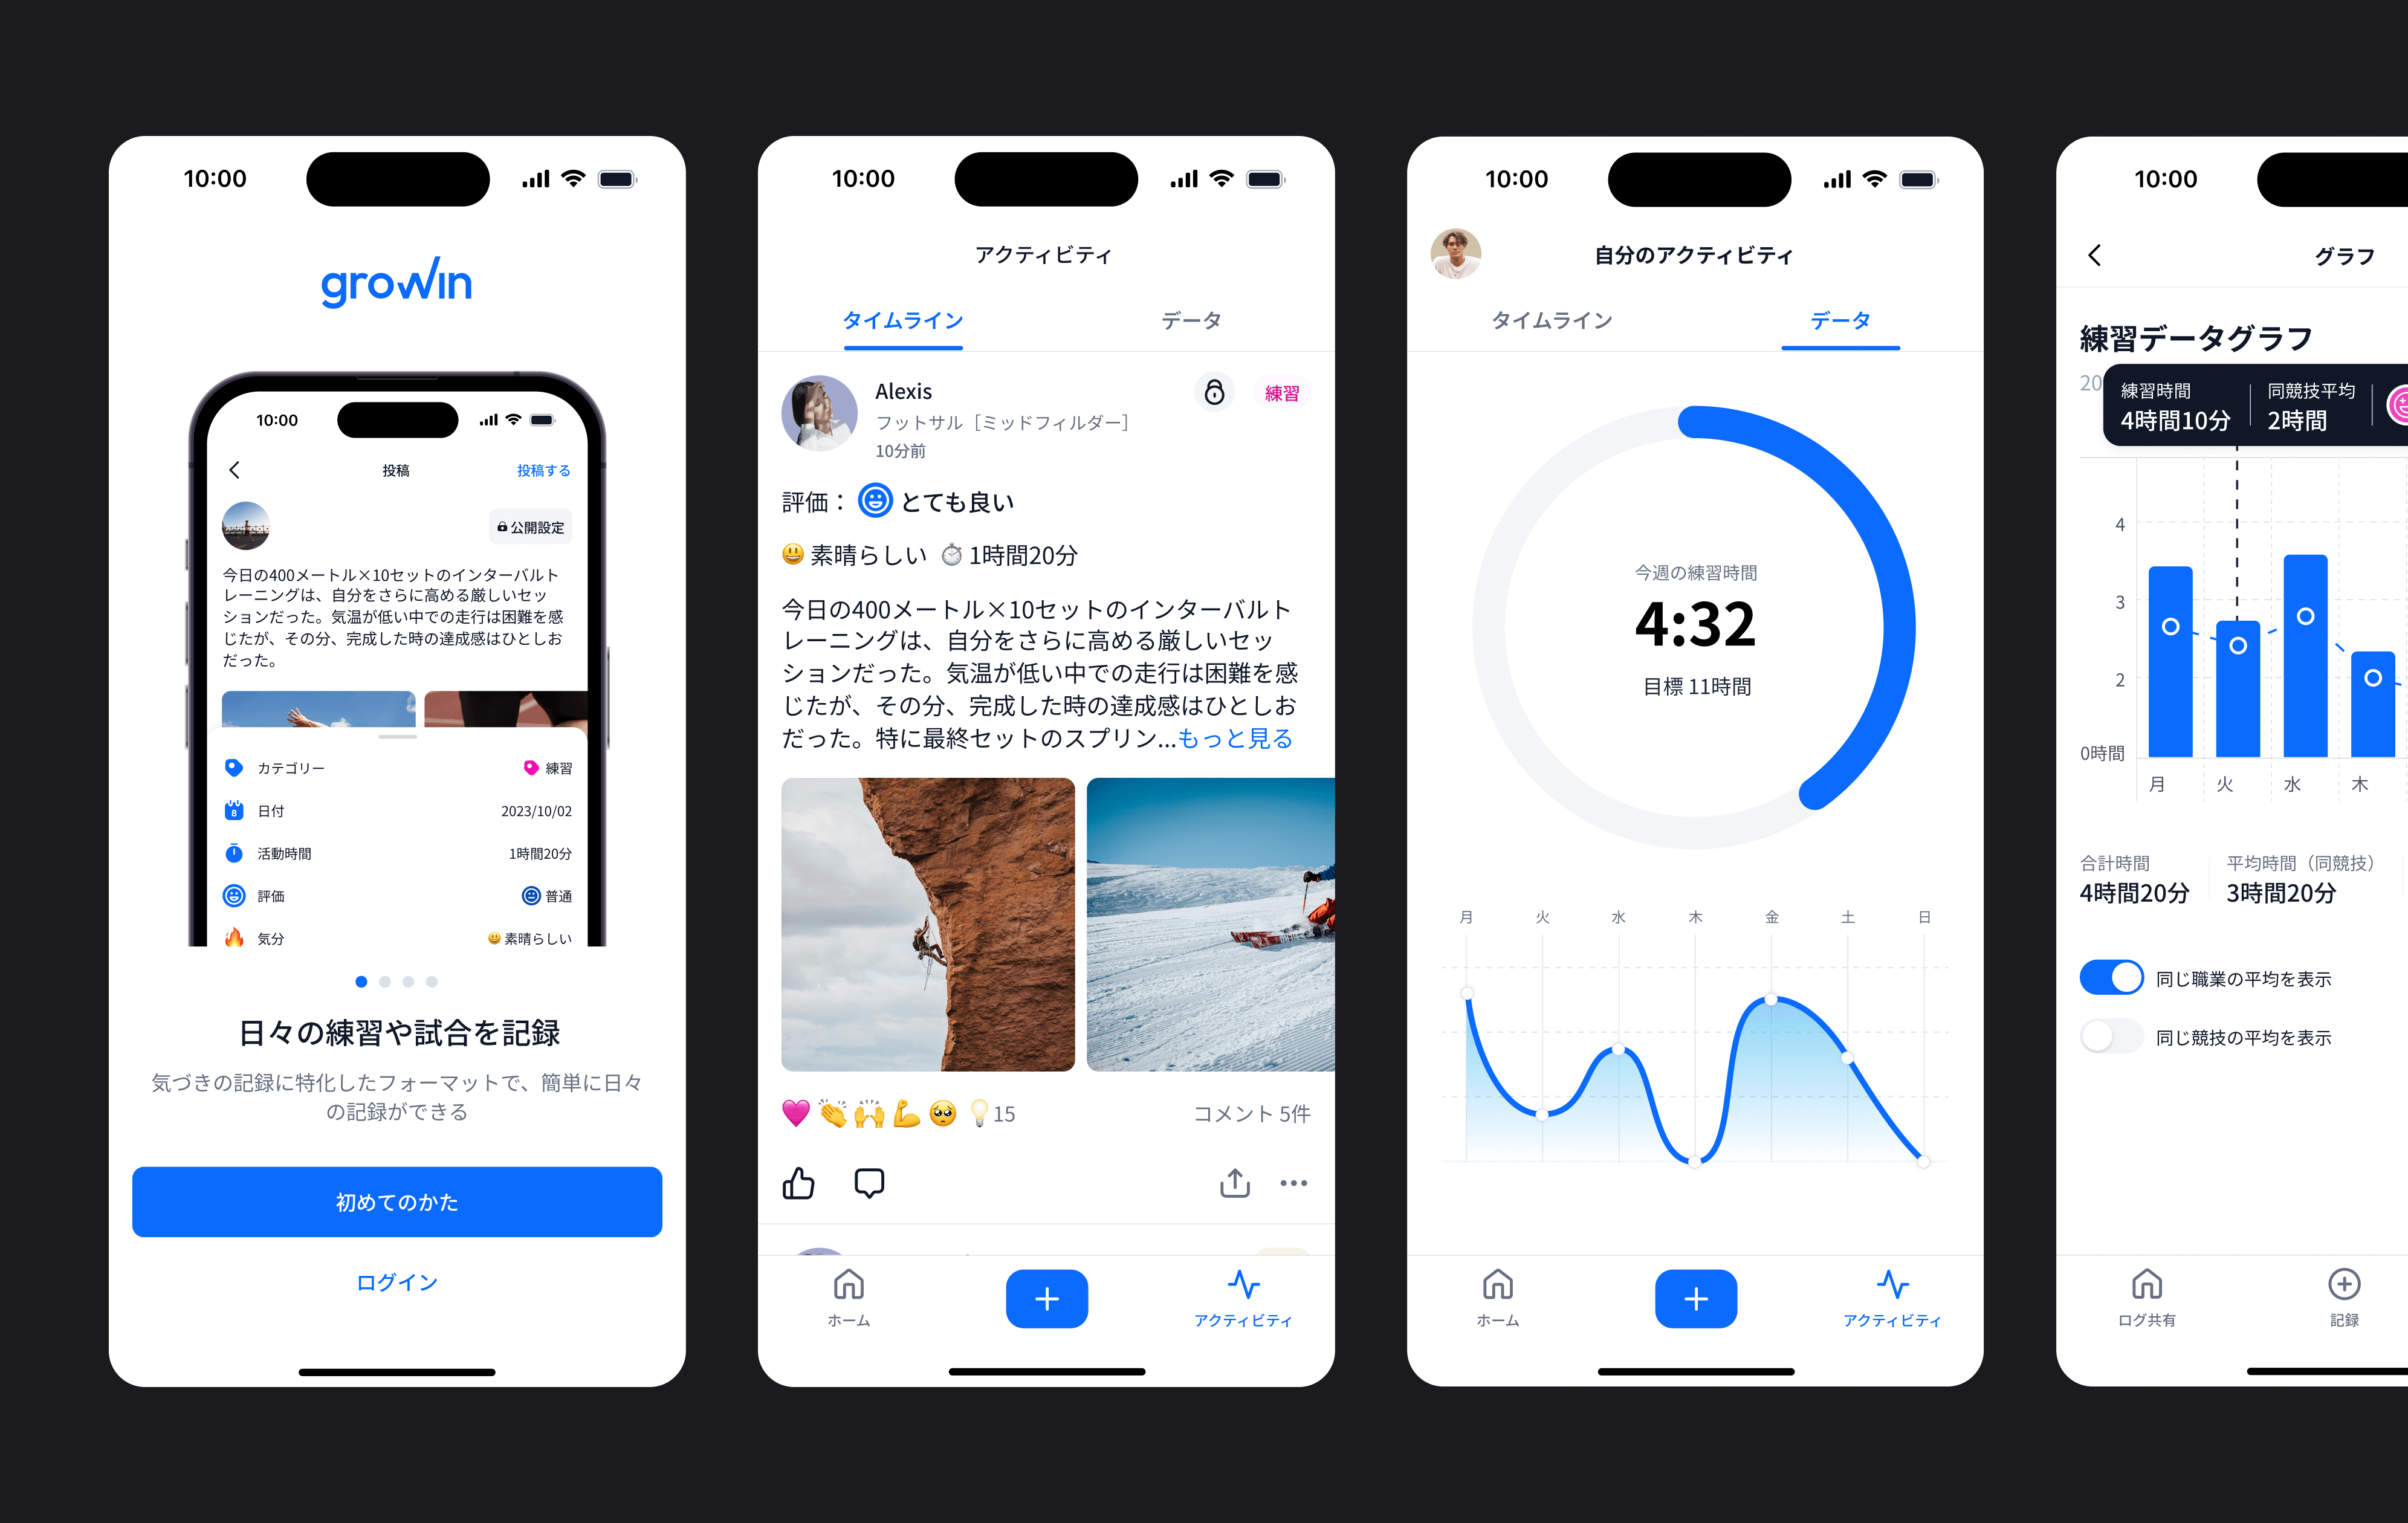 10:00
growin
10:00
投稿
投稿する
公開設定
今日の400メートル×10セットのインターバルト
レーニングは、自分をさらに高める厳しいセッ
ションだった。気温が低い中での走行は困難を感
じたが、その分、完成した時の達成感はひとしお
だった。
カテゴリー
練習
8
日付
2023/10/02
活動時間
1時間20分
評価
普通
気分
素晴らしい
日々の練習や試合を記録
気づきの記録に特化したフォーマットで、簡単に日々
の記録ができる
初めてのかた
ログイン
10:00
アクティビティ
タイムライン
データ
Alexis
練習
フットサル［ミッドフィルダー］
10分前
評価：
とても良い
素晴らしい
1時間20分
今日の400メートル×10セットのインターバルト
レーニングは、自分をさらに高める厳しいセッ
ションだった。気温が低い中での走行は困難を感
じたが、その分、完成した時の達成感はひとしお
だった。特に最終セットのスプリン...もっと見る
15
コメント 5件
ホーム
アクティビティ
10:00
自分のアクティビティ
タイムライン
データ
今週の練習時間
4:32
目標 11時間
月
火
水
木
金
土
日
ホーム
アクティビティ
10:00
グラフ
練習データグラフ
20
練習時間
4時間10分
同競技平均
2時間
4
3
2
0時間
月
火
水
木
合計時間
4時間20分
平均時間（同競技）
3時間20分
同じ職業の平均を表示
同じ競技の平均を表示
ログ共有
記録